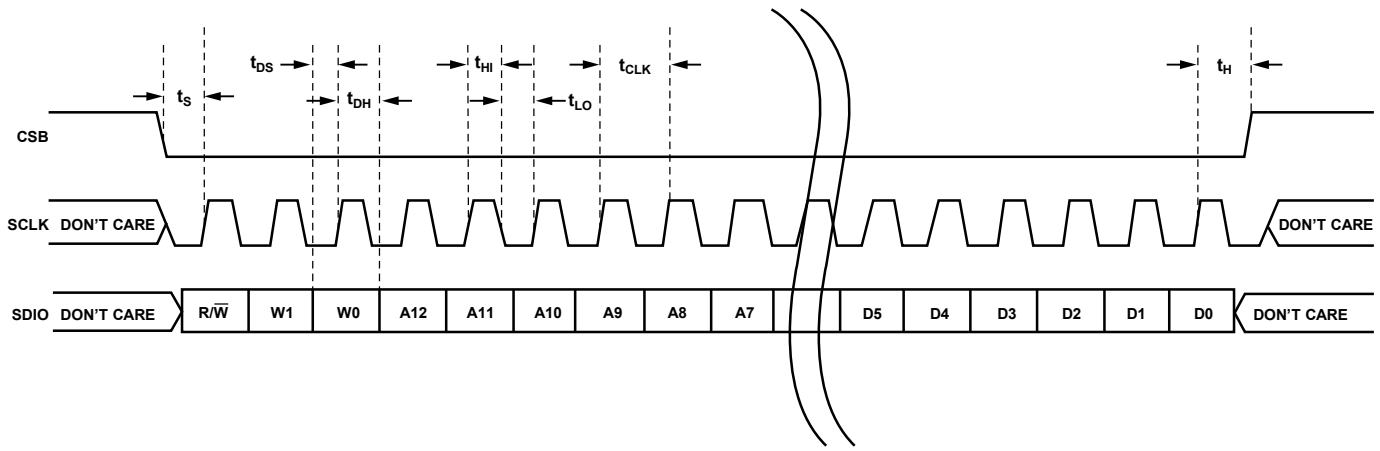 tDS
tHI
tCLK
tH
tS
tDH
tLO
CSB
SCLK DON'T CARE
DON'T CARE
SDIO DON'T CARE
R/W̅
W1
W0
A12
A11
A10
A9
A8
A7
D5
D4
D3
D2
D1
D0
DON'T CARE